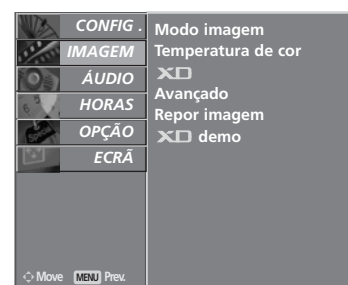 CONFIG .
IMAGEM
ÁUDIO
HORAS
OPÇÃO
ECRÃ
Modo imagem
Temperatura de cor
XD
Avançado
Repor imagem
XD demo
Move MENU Prev.